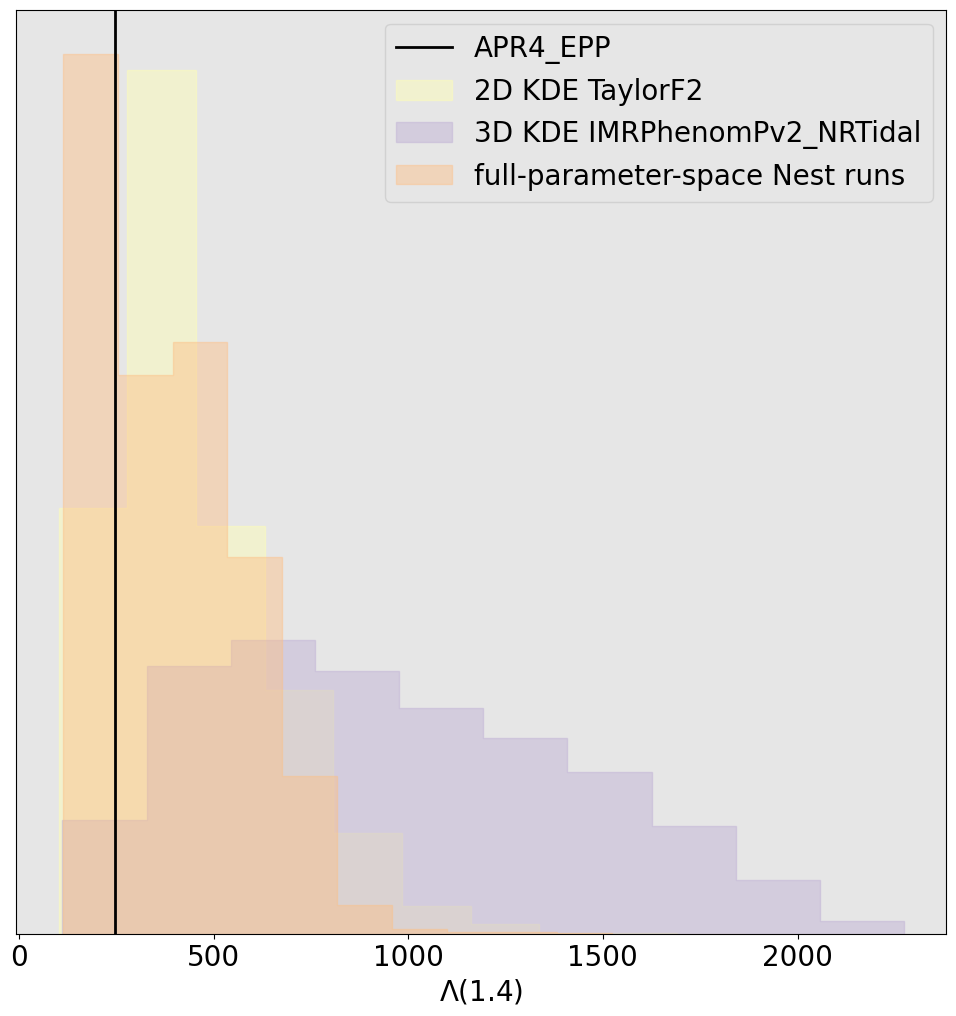 APR4_EPP
2D KDE TaylorF2
3D KDE IMRPhenomPv2_NRTidal
full-parameter-space Nest runs
0 500 1000 1500 2000
Λ(1.4)